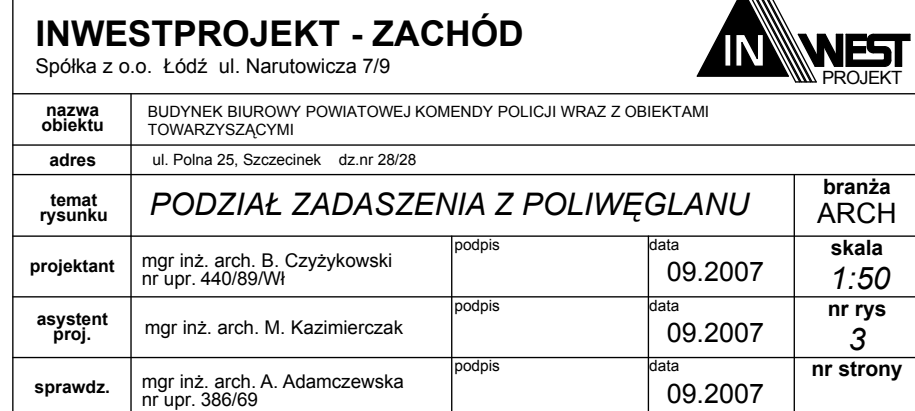 INWESTPROJEKT - ZACHÓD
Spółka z o.o. Łódź ul. Narutowicza 7/9
IN WEST
PROJEKT
nazwa
obiektu
BUDYNEK BIUROWY POWIATOWEJ KOMENDY POLICJI WRAZ Z OBIEKTAMI
TOWARZYSZĄCYMI
adres
ul. Polna 25, Szczecinek dz.nr 28/28
temat
rysunku
PODZIAŁ ZADASZENIA Z POLIWĘGLANU
branża
ARCH
projektant
mgr inż. arch. B. Czyżykowski
nr upr. 440/89/Wł
podpis
data
09.2007
skala
1:50
asystent
proj.
mgr inż. arch. M. Kazimierczak
podpis
data
09.2007
nr rys
3
sprawdz.
mgr inż. arch. A. Adamczewska
nr upr. 386/69
podpis
data
09.2007
nr strony